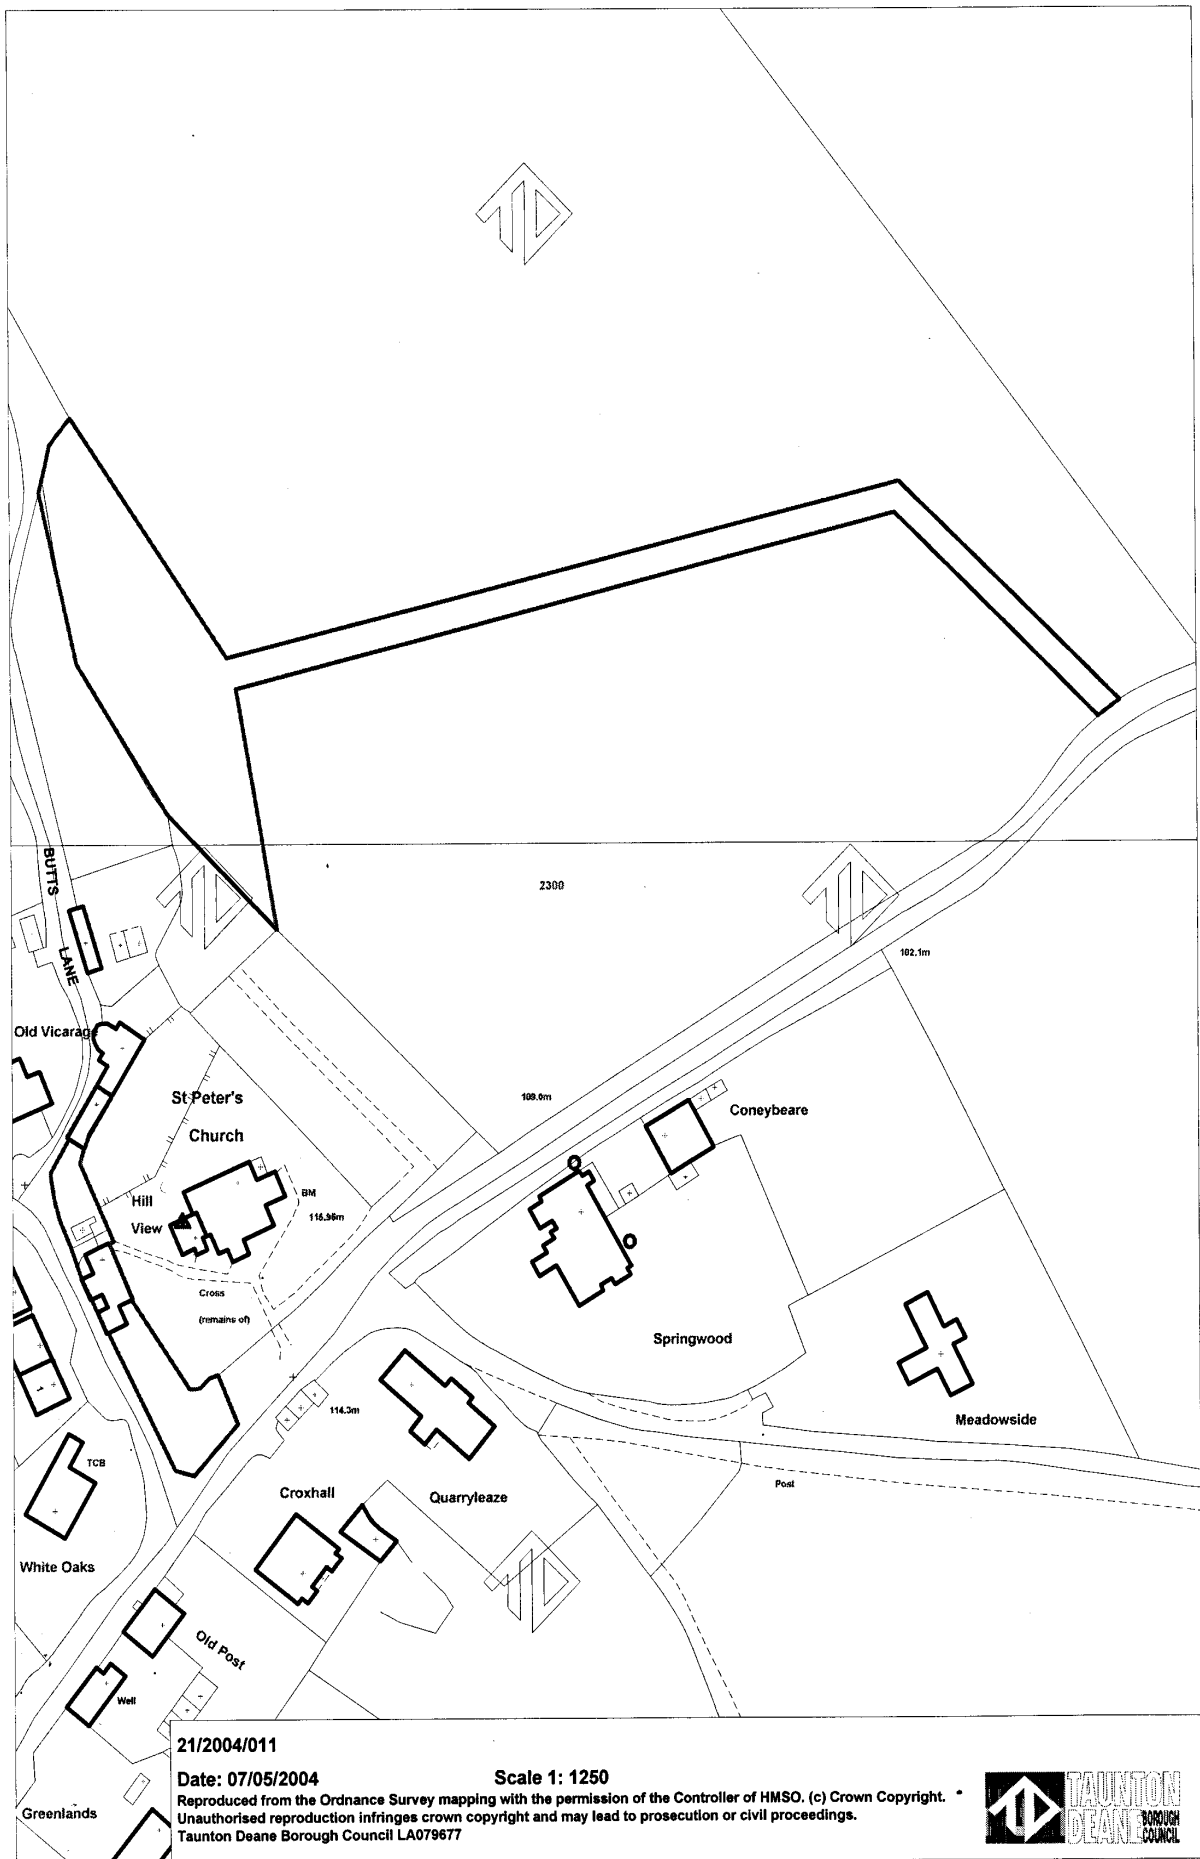 2300
BUTTS
LANE
102.1m
Old Vicarage
St Peter's
Church
109.0m
Coneybeare
Hill
View
BM
115.96m
Cross
(remains of)
Springwood
Meadowside
114.3m
TCB
Croxhall
Quarryleaze
Post
White Oaks
Old Post
Well
Greenlands
21/2004/011
Date: 07/05/2004
Scale 1: 1250
Reproduced from the Ordnance Survey mapping with the permission of the Controller of HMSO. (c) Crown Copyright.
Unauthorised reproduction infringes crown copyright and may lead to prosecution or civil proceedings.
Taunton Deane Borough Council LA079677
TAUNTON
DEANE BOROUGH
COUNCIL